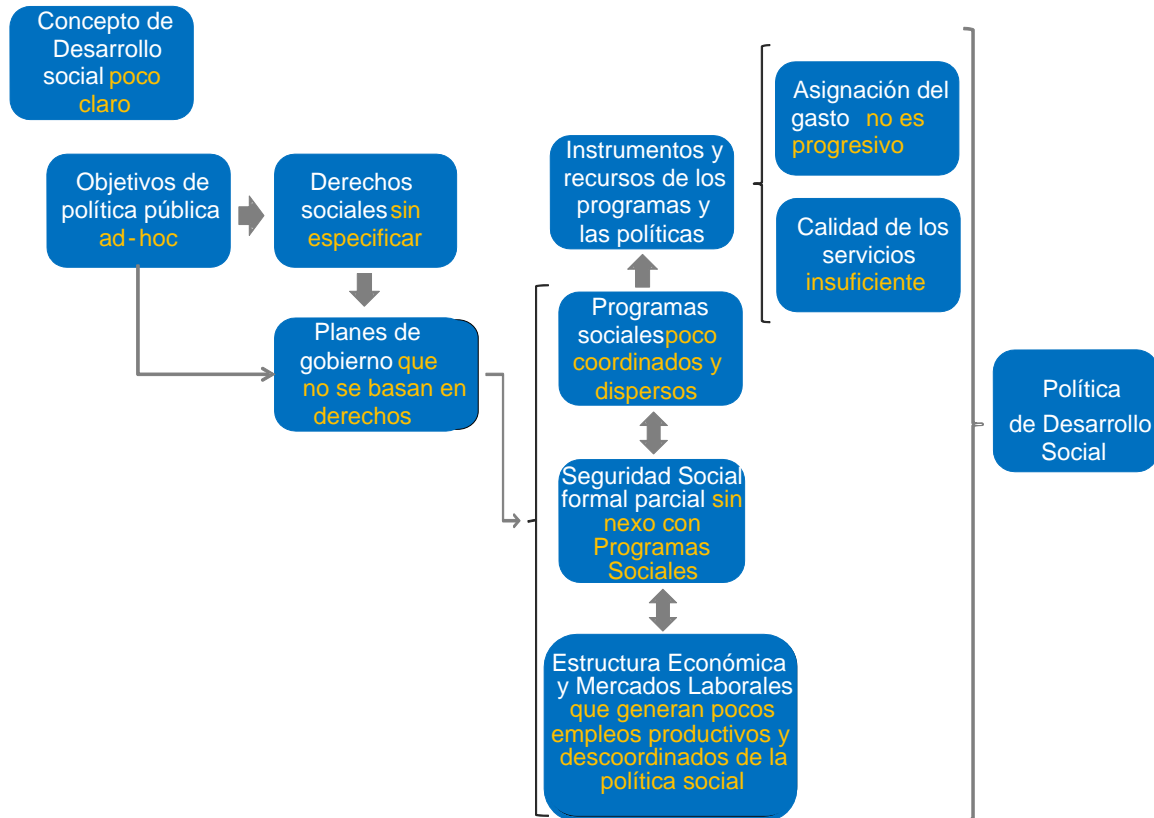 Concepto de
Desarrollo
social poco
claro
Objetivos de
política pública
ad-hoc
Derechos
sociales sin
especificar
Planes de
gobierno que
no se basan en
derechos
Instrumentos y
recursos de los
programas y
las políticas
Programas
sociales poco
coordinados y
dispersos
Seguridad Social
formal parcial sin
nexo con
Programas
Sociales
Estructura Económica
y Mercados Laborales
que generan pocos
empleos productivos y
descoordinados de la
política social
Asignación del
gasto no es
progresivo
Calidad de los
servicios
insuficiente
Política
de Desarrollo
Social